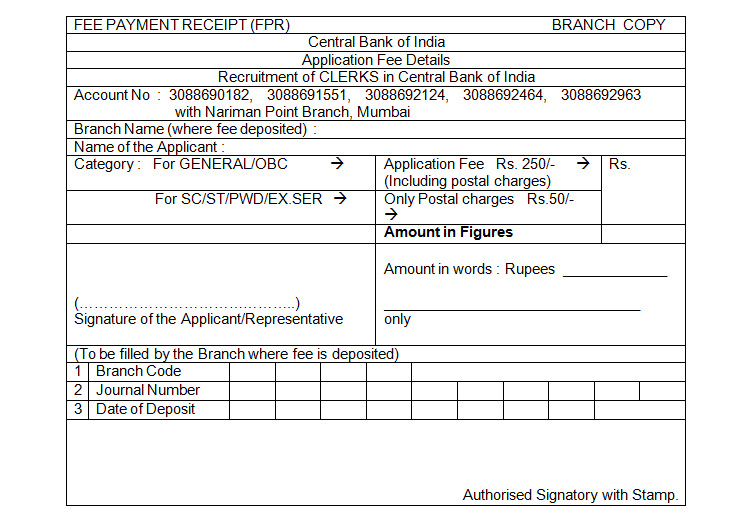 FEE PAYMENT RECEIPT (FPR) BRANCH COPY
Central Bank of India
Application Fee Details
Recruitment of CLERKS in Central Bank of India
Account No : 3088690182, 3088691551, 3088692124, 3088692464, 3088692963
with Nariman Point Branch, Mumbai
Branch Name (where fee deposited) :
Name of the Applicant :
Category : For GENERAL/OBC → Application Fee Rs. 250/- → Rs.
(Including postal charges)
For SC/ST/PWD/EX.SER → Only Postal charges Rs.50/-
→
Amount in Figures
Amount in words : Rupees ______________
(…………………………………..)
__________________________________
Signature of the Applicant/Representative only
(To be filled by the Branch where fee is deposited)
1 Branch Code
2 Journal Number
3 Date of Deposit
Authorised Signatory with Stamp.